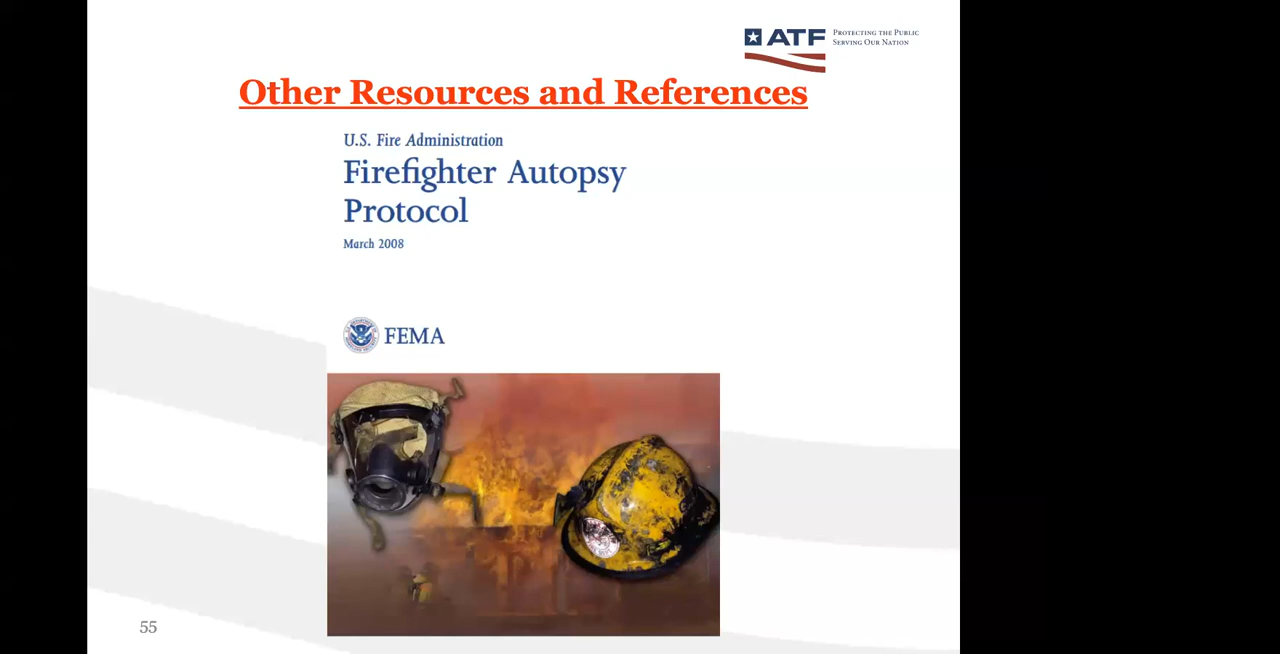 ATF
PROTECTING THE PUBLIC
SERVING OUR NATION
Other Resources and References
U.S. Fire Administration
Firefighter Autopsy
Protocol
March 2008
FEMA
55